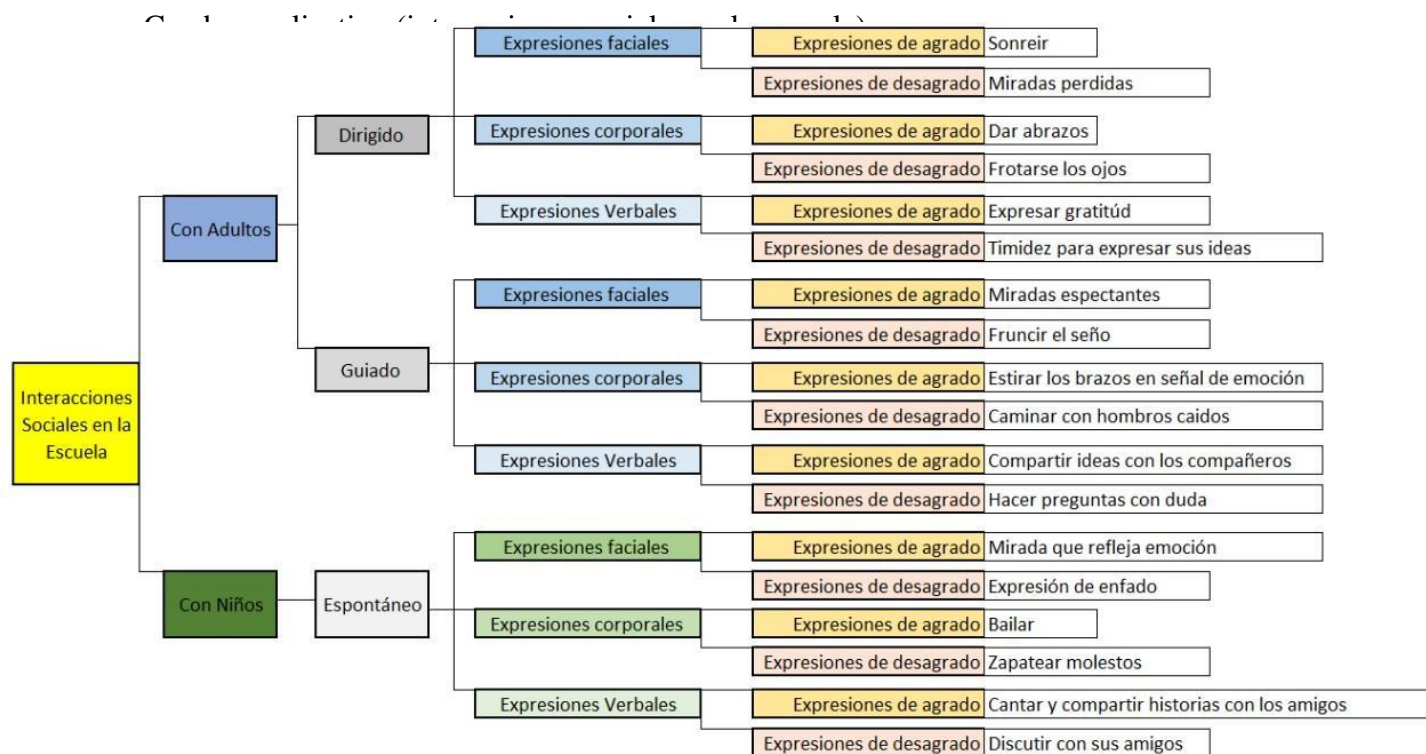 Expresiones faciales
Expresiones de agrado Sonreir
Expresiones de desagrado Miradas perdidas
Dirigido
Expresiones corporales
Expresiones de agrado Dar abrazos
Expresiones de desagrado Frotarse los ojos
Con Adultos
Expresiones Verbales
Expresiones de agrado Expresar gratitúd
Expresiones de desagrado Timidez para expresar sus ideas
Expresiones faciales
Expresiones de agrado Miradas espectantes
Expresiones de desagrado Fruncir el seño
Guiado
Expresiones corporales
Expresiones de agrado Estirar los brazos en señal de emoción
Expresiones de desagrado Caminar con hombros caidos
Interacciones
Sociales en la
Escuela
Expresiones Verbales
Expresiones de agrado Compartir ideas con los compañeros
Expresiones de desagrado Hacer preguntas con duda
Expresiones faciales
Expresiones de agrado Mirada que refleja emoción
Expresiones de desagrado Expresión de enfado
Con Niños
Espontáneo
Expresiones corporales
Expresiones de agrado Bailar
Expresiones de desagrado Zapatear molestos
Expresiones Verbales
Expresiones de agrado Cantar y compartir historias con los amigos
Expresiones de desagrado Discutir con sus amigos